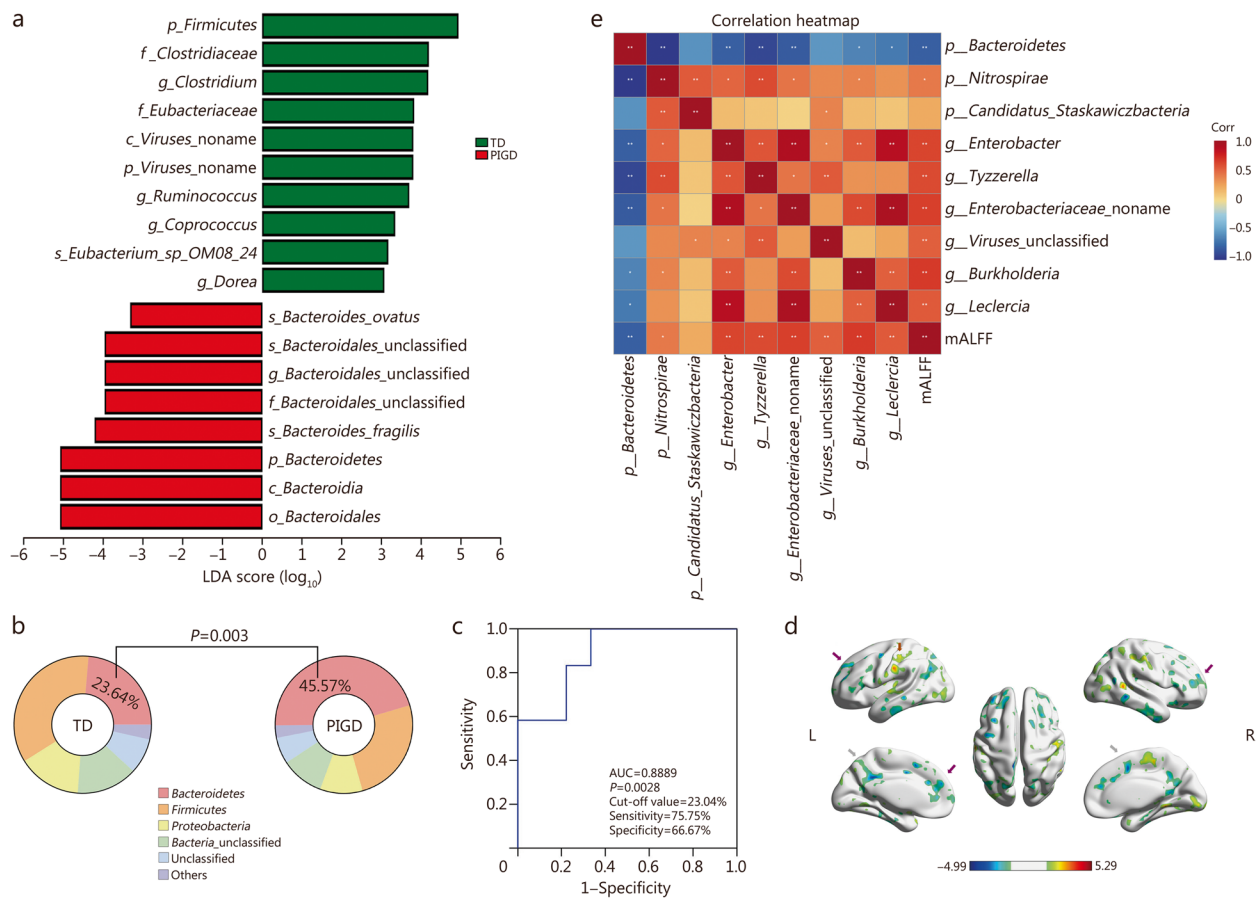 a
p_Firmicutes
f_Clostridiaceae
g_Clostridium
f_Eubacteriaceae
c_Viruses_noname
p_Viruses_noname
g_Ruminococcus
g_Coprococcus
s_Eubacterium_sp_OM08_24
g_Dorea
s_Bacteroides_ovatus
s_Bacteroidales_unclassified
g_Bacteroidales_unclassified
f_Bacteroidales_unclassified
s_Bacteroides_fragilis
p_Bacteroidetes
c_Bacteroidia
o_Bacteroidales
−6 −5 −4 −3 −2 −1 0 1 2 3 4 5 6
LDA score (log10)
TD
PIGD
e
Correlation heatmap
p__Bacteroidetes
p__Nitrospirae
p__Candidatus_Staskawiczbacteria
g__Enterobacter
g__Tyzzerella
g__Enterobacteriaceae_noname
g__Viruses_unclassified
g__Burkholderia
g__Leclercia
mALFF
p__Bacteroidetes
p__Nitrospirae
p__Candidatus_Staskawiczbacteria
g__Enterobacter
g__Tyzzerella
g__Enterobacteriaceae_noname
g__Viruses_unclassified
g__Burkholderia
g__Leclercia
mALFF
Corr
1.0
0.5
0
−0.5
−1.0
b
P=0.003
23.64%
TD
45.57%
PIGD
Bacteroidetes
Firmicutes
Proteobacteria
Bacteria_unclassified
Unclassified
Others
c
Sensitivity
1.0
0.8
0.6
0.4
0.2
AUC=0.8889
P=0.0028
Cut-off value=23.04%
Sensitivity=75.75%
Specificity=66.67%
0 0.2 0.4 0.6 0.8 1.0
1−Specificity
d
L
R
−4.99 5.29